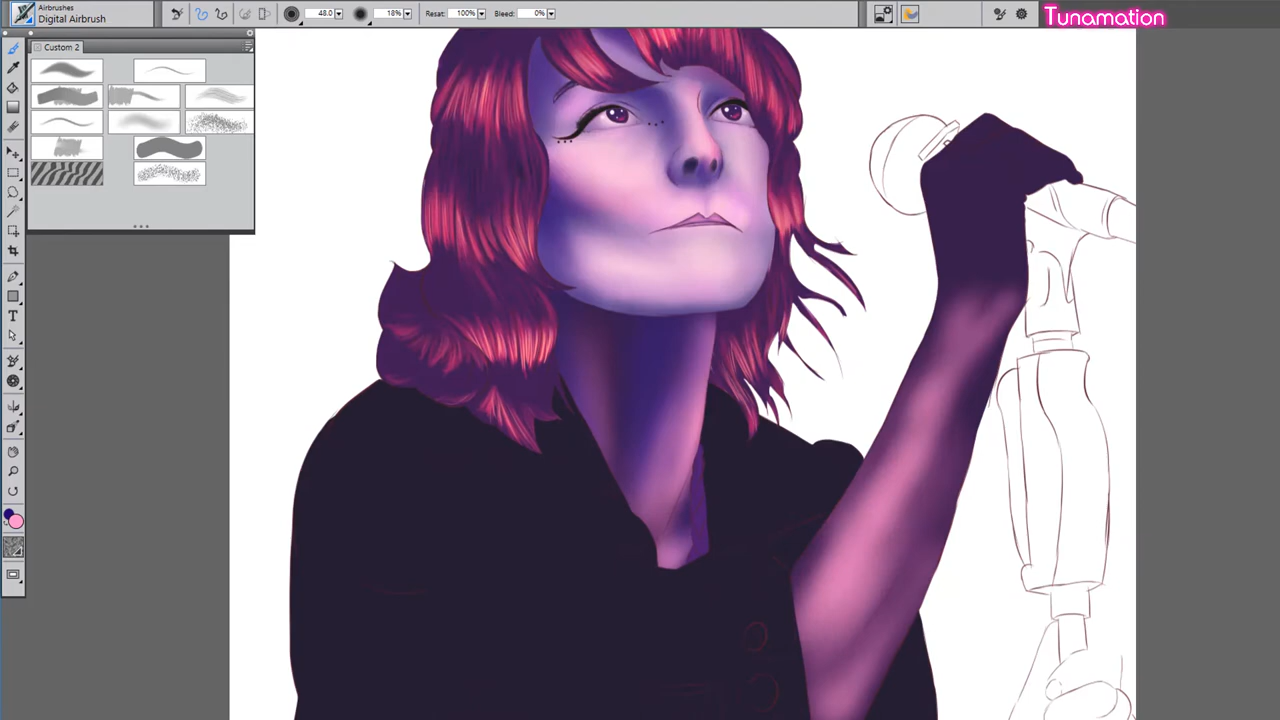 Airbrushes
Digital Airbrush
48.0
18%
Resat: 100%
Bleed: 0%
Tunamation
Custom 2